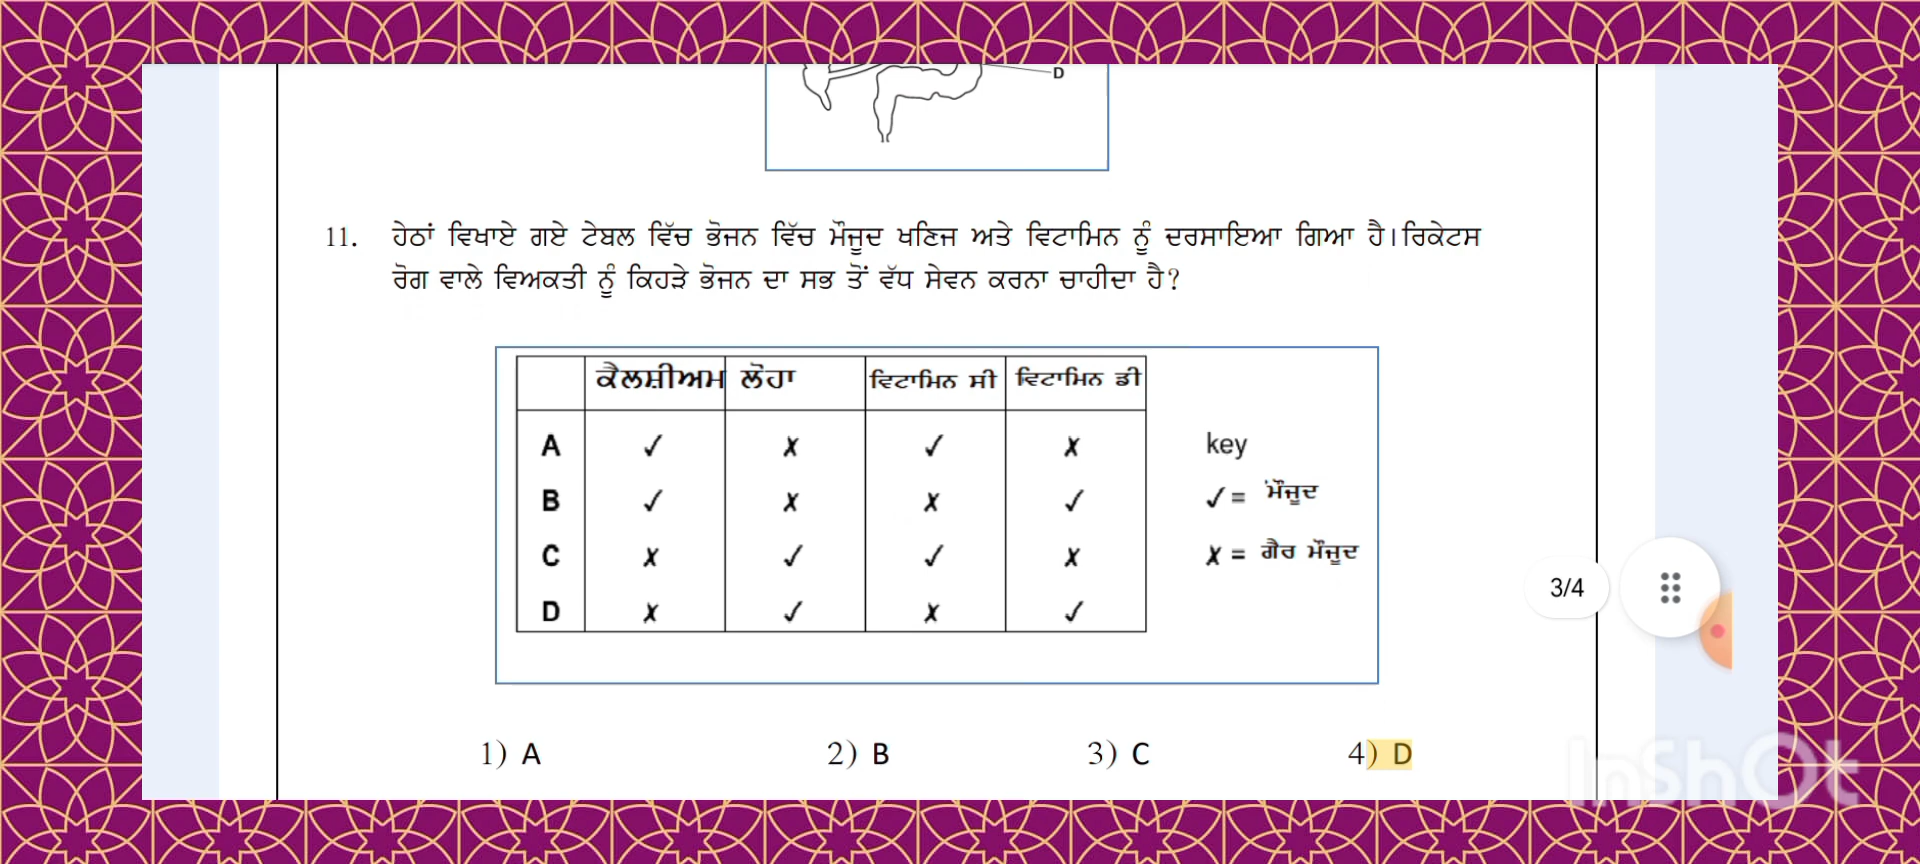 D
11. ਹੇਠਾਂ ਵਿਖਾਏ ਗਏ ਟੇਬਲ ਵਿੱਚ ਭੋਜਨ ਵਿੱਚ ਮੌਜੂਦ ਖਣਿਜ ਅਤੇ ਵਿਟਾਮਿਨ ਨੂੰ ਦਰਸਾਇਆ ਗਿਆ ਹੈ।ਰਿਕੇਟਸ
ਰੋਗ ਵਾਲੇ ਵਿਅਕਤੀ ਨੂੰ ਕਿਹੜੇ ਭੋਜਨ ਦਾ ਸਭ ਤੋਂ ਵੱਧ ਸੇਵਨ ਕਰਨਾ ਚਾਹੀਦਾ ਹੈ?
ਕੈਲਸ਼ੀਅਮ ਲੋਹਾ ਵਿਟਾਮਿਨ ਸੀ ਵਿਟਾਮਿਨ ਡੀ
A ✓ ✗ ✓ ✗
B ✓ ✗ ✗ ✓
C ✗ ✓ ✓ ✗
D ✗ ✓ ✗ ✓
key
✓ = ਮੌਜੂਦ
✗ = ਗੈਰ ਮੌਜੂਦ
3/4
1) A 2) B 3) C 4) D
InShOt